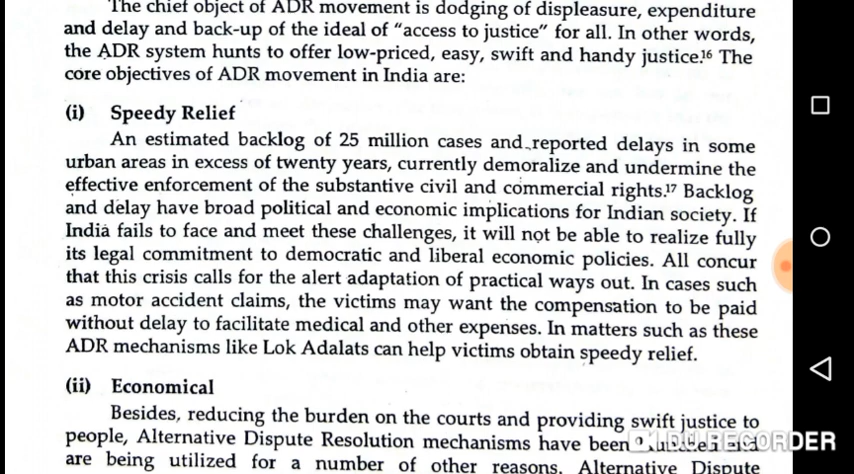 The chief object of ADR movement is dodging of displeasure, expenditure
and delay and back-up of the ideal of “access to justice” for all. In other words,
the ADR system hunts to offer low-priced, easy, swift and handy justice.16 The
core objectives of ADR movement in India are:
(i) Speedy Relief
An estimated backlog of 25 million cases and reported delays in some
urban areas in excess of twenty years, currently demoralize and undermine the
effective enforcement of the substantive civil and commercial rights.17 Backlog
and delay have broad political and economic implications for Indian society. If
India fails to face and meet these challenges, it will not be able to realize fully
its legal commitment to democratic and liberal economic policies. All concur
that this crisis calls for the alert adaptation of practical ways out. In cases such
as motor accident claims, the victims may want the compensation to be paid
without delay to facilitate medical and other expenses. In matters such as these
ADR mechanisms like Lok Adalats can help victims obtain speedy relief.
(ii) Economical
Besides, reducing the burden on the courts and providing swift justice to
people, Alternative Dispute Resolution mechanisms have been
DU RECORDER
are being utilized for a number of other reasons. Alternative Dispute